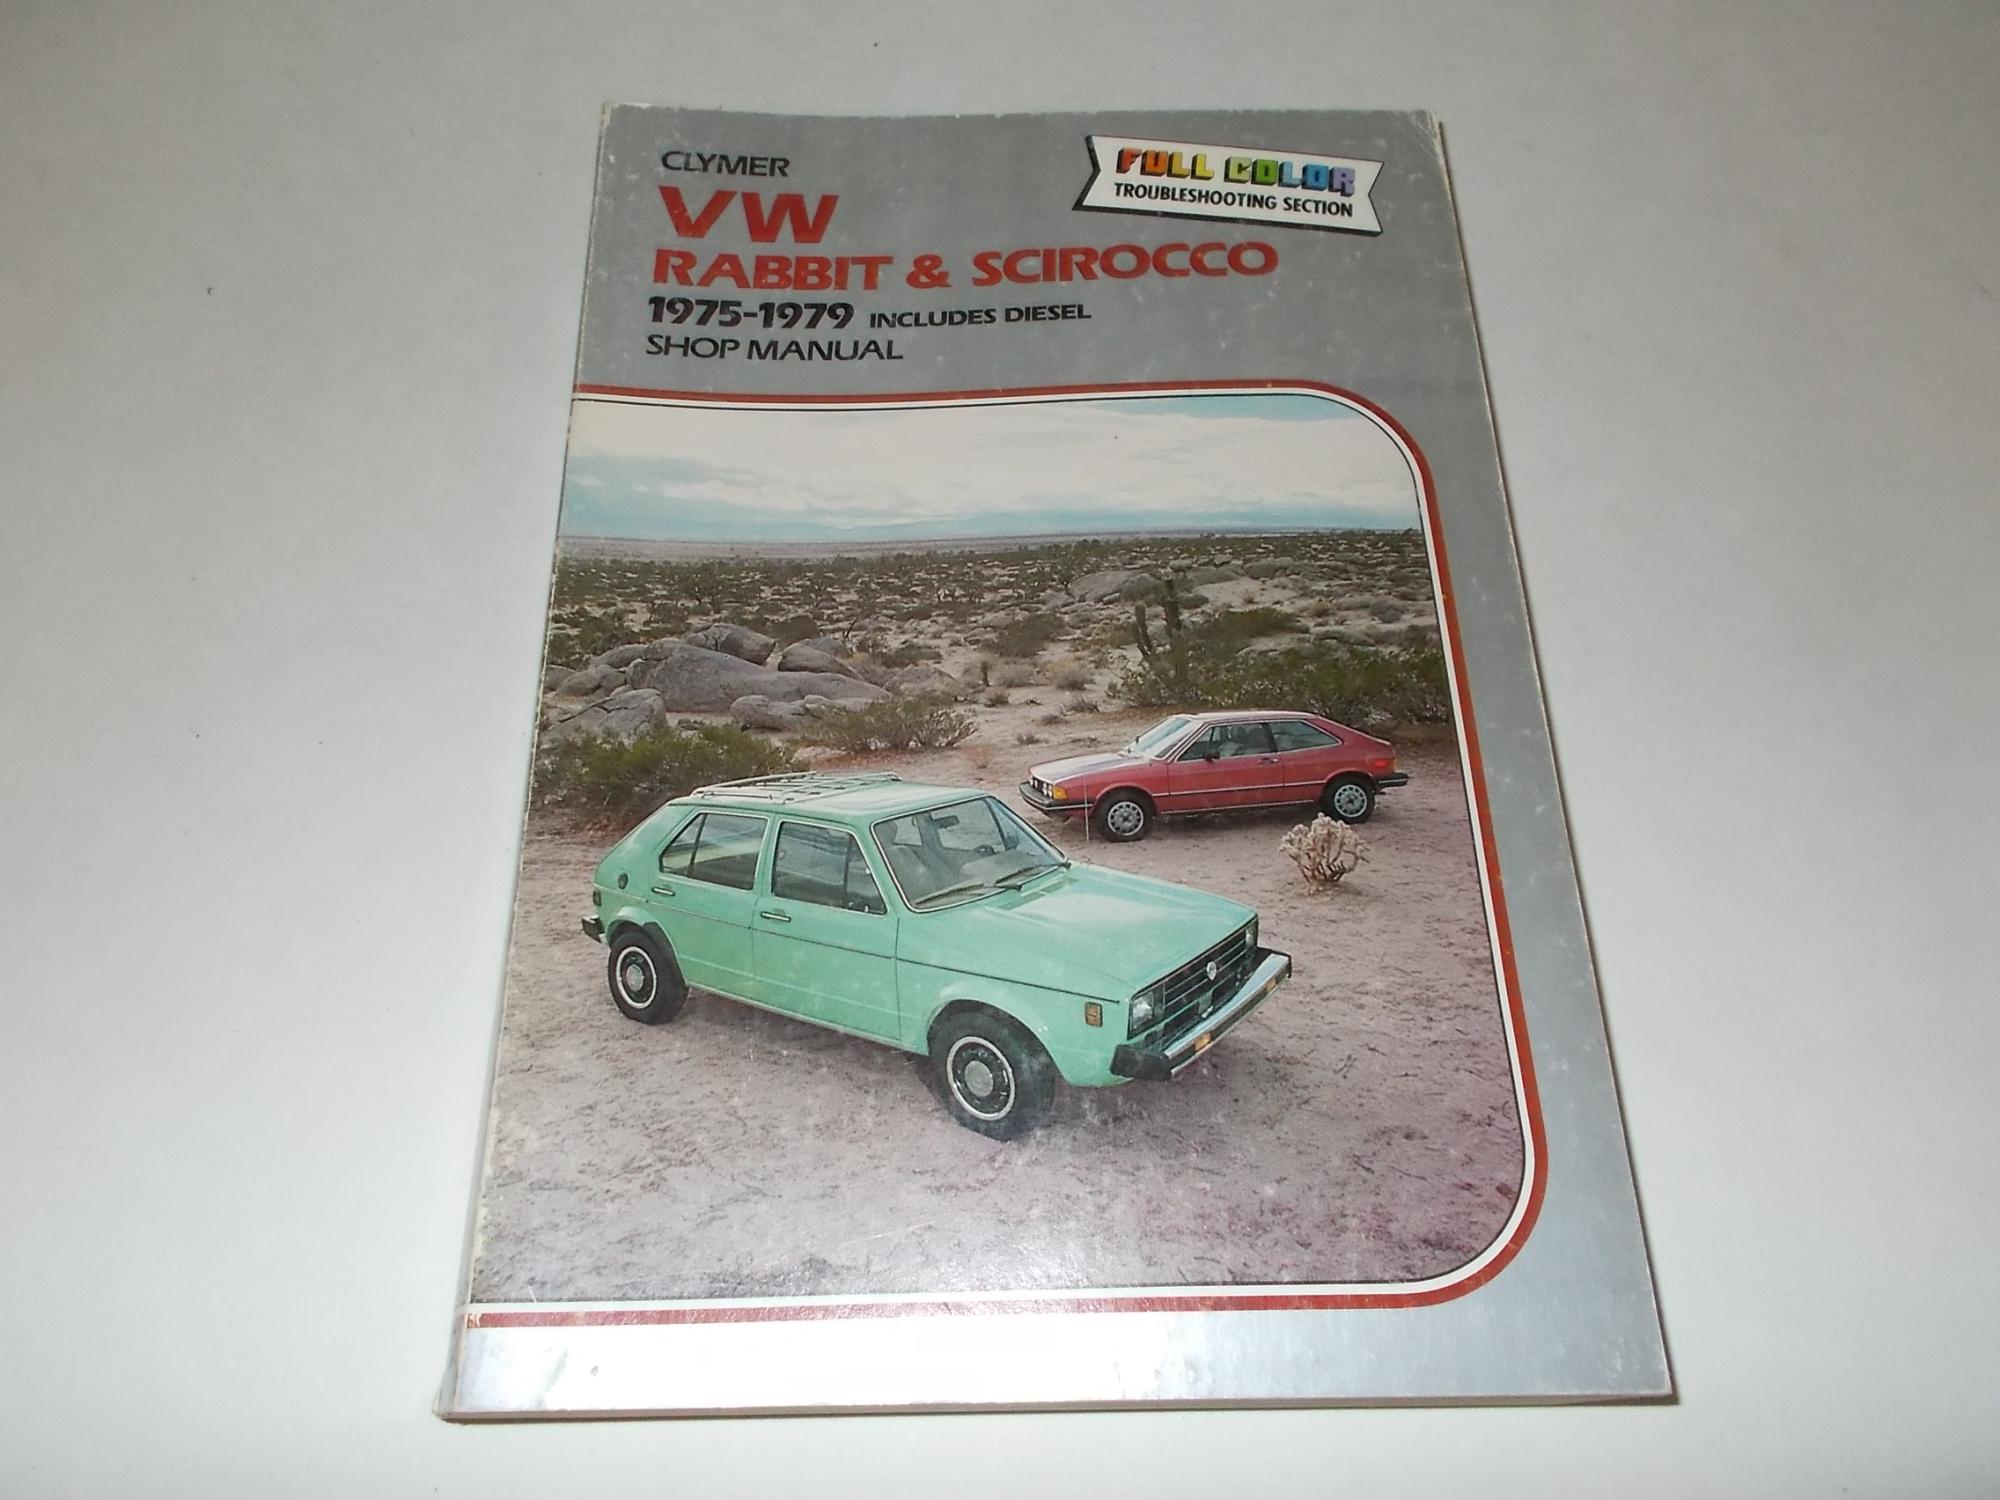 CLYMER
VW
RABBIT & SCIROCCO
1975-1979 INCLUDES DIESEL
SHOP MANUAL
FULL COLOR
TROUBLESHOOTING SECTION